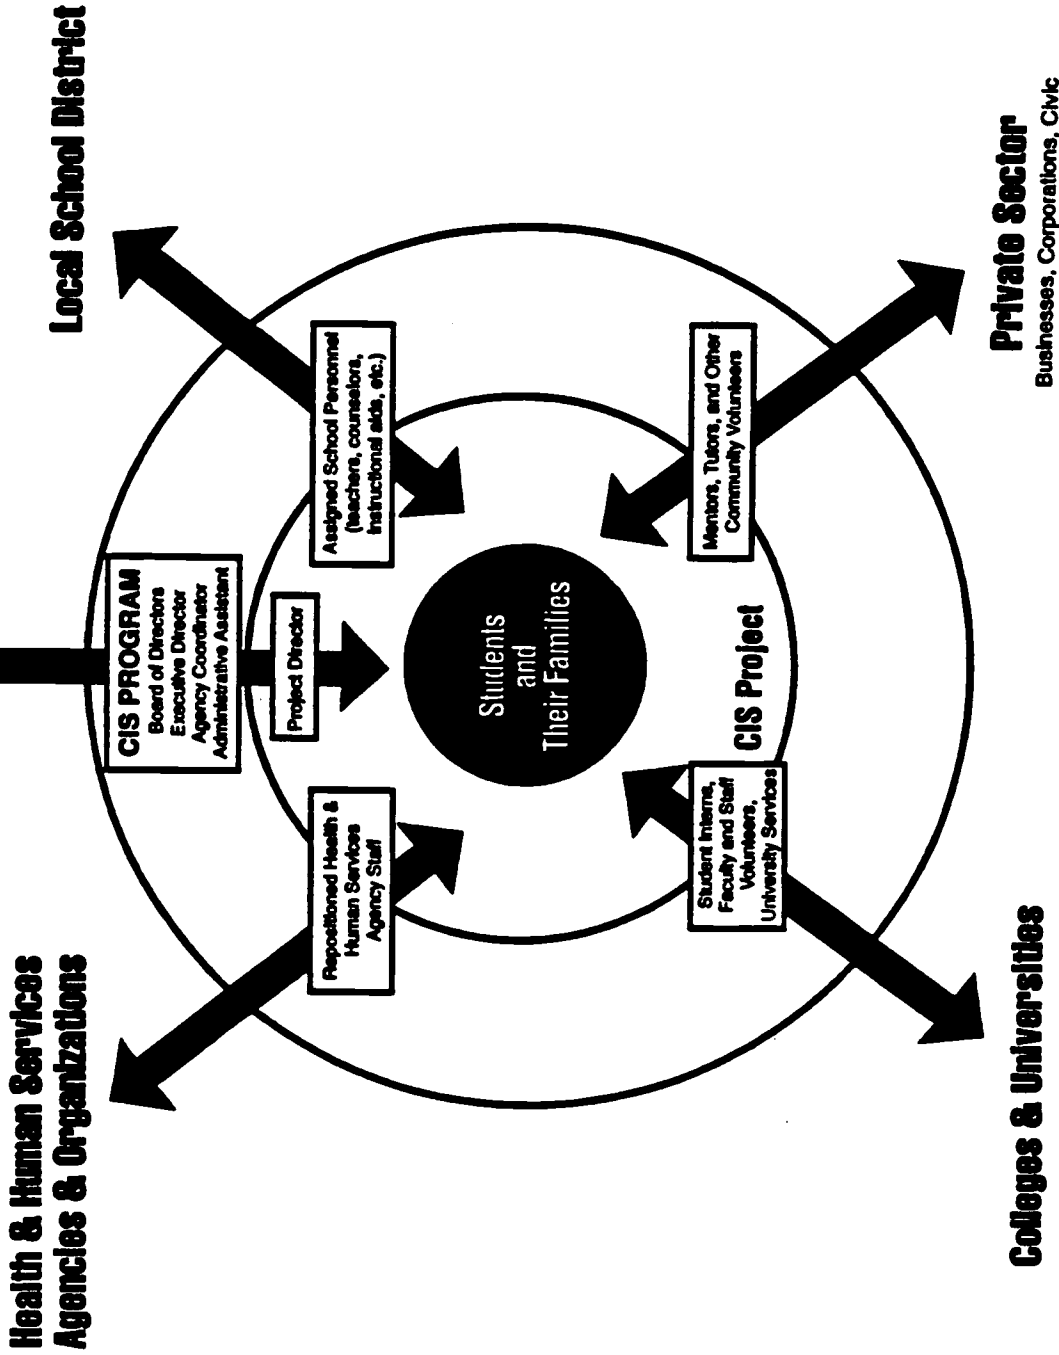 Health & Human Services
Agencies & Organizations
Local School District
CIS PROGRAM
Board of Directors
Executive Director
Agency Coordinator
Administrative Assistant
Project Director
Repositioned Health &
Human Services
Agency Staff
Assigned School Personnel
(teachers, counselors,
instructional aids, etc.)
Students
and
Their Families
Student Interns,
Faculty and Staff
Volunteers,
University Services
CIS Project
Mentors, Tutors, and Other
Community Volunteers
Colleges & Universities
Private Sector
Businesses, Corporations, Civic